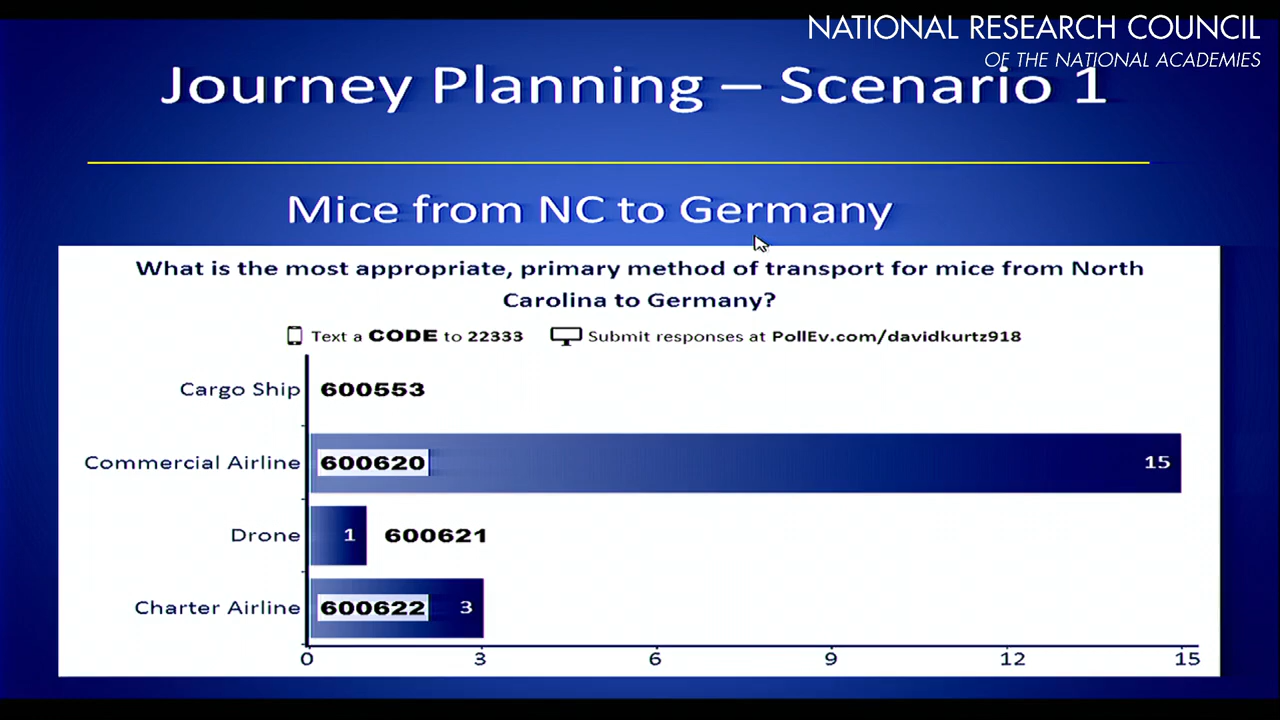 NATIONAL RESEARCH COUNCIL
OF THE NATIONAL ACADEMIES
Journey Planning – Scenario 1
Mice from NC to Germany
What is the most appropriate, primary method of transport for mice from North
Carolina to Germany?
Text a CODE to 22333 Submit responses at PollEv.com/davidkurtz918
Cargo Ship 600553
Commercial Airline 600620 15
Drone 1 600621
Charter Airline 600622 3
0 3 6 9 12 15